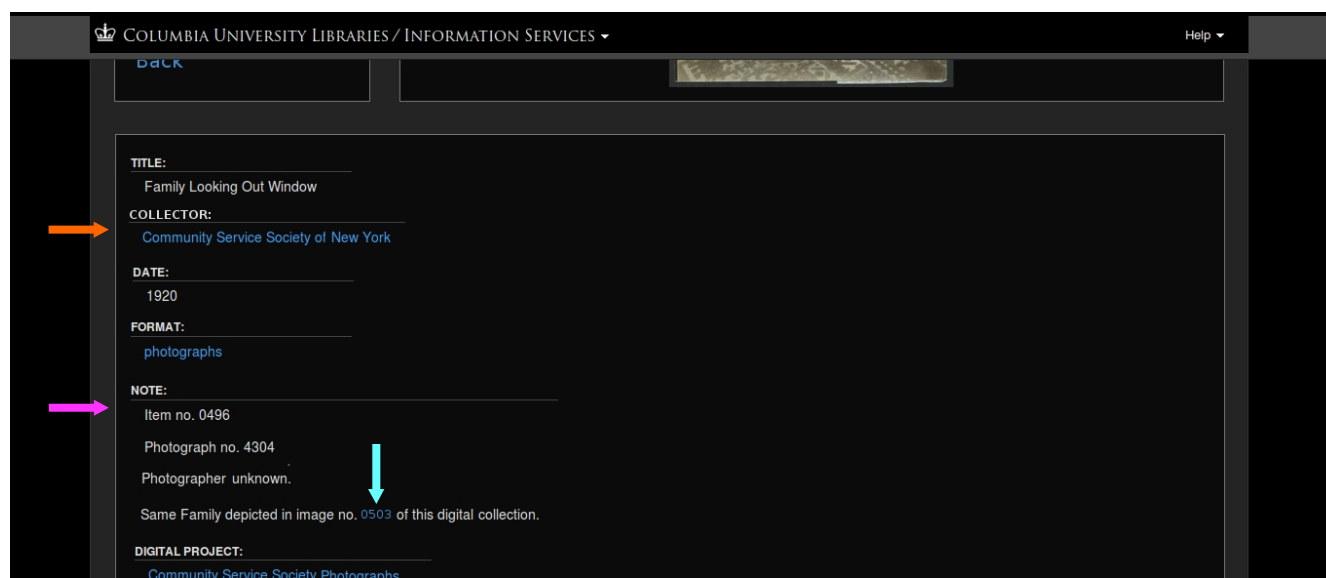 COLUMBIA UNIVERSITY LIBRARIES / INFORMATION SERVICES
Help
Back
TITLE:
Family Looking Out Window
COLLECTOR:
Community Service Society of New York
DATE:
1920
FORMAT:
photographs
NOTE:
Item no. 0496
Photograph no. 4304
Photographer unknown.
Same Family depicted in image no. 0503 of this digital collection.
DIGITAL PROJECT:
Community Service Society Photographs